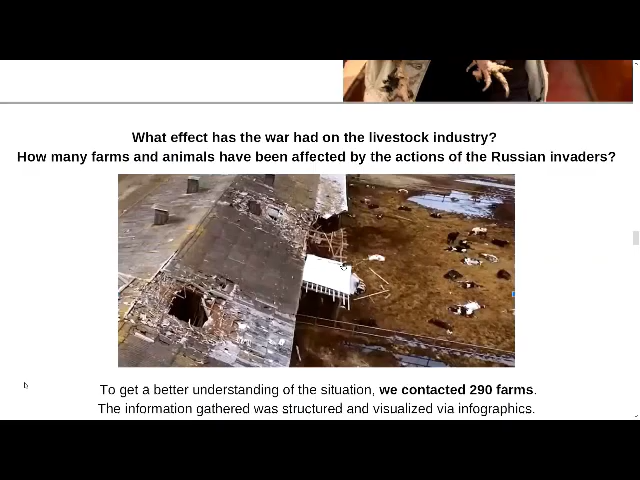 What effect has the war had on the livestock industry?
How many farms and animals have been affected by the actions of the Russian invaders?
To get a better understanding of the situation, we contacted 290 farms.
The information gathered was structured and visualized via infographics.